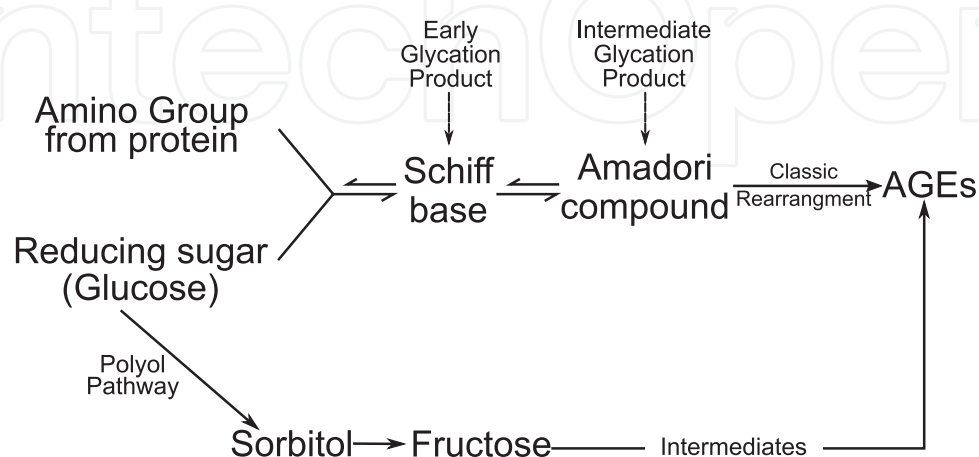 ntechOpen
Early
Glycation
Product
Intermediate
Glycation
Product
Amino Group
from protein
Schiff
base
Amadori
compound
Classic
Rearrangment
AGEs
Reducing sugar
(Glucose)
Polyol
Pathway
Sorbitol
Fructose
Intermediates